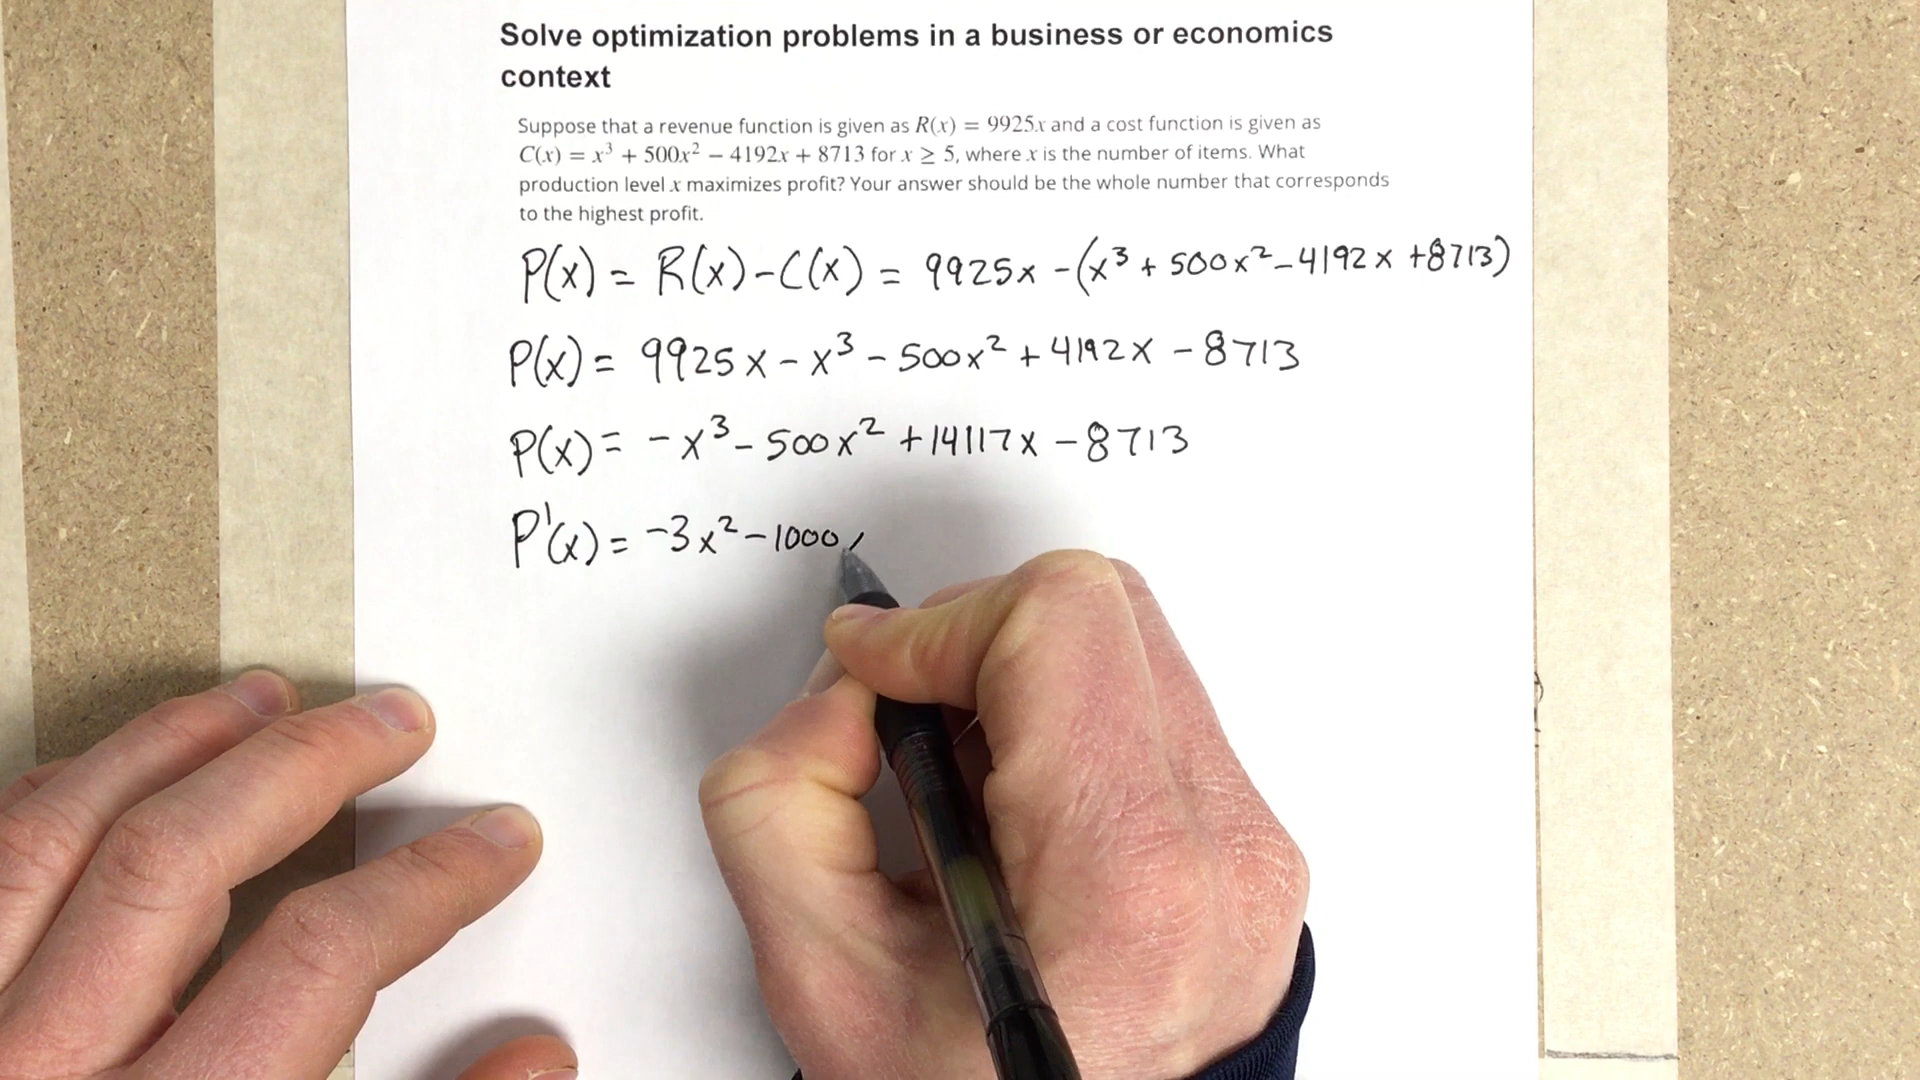 Solve optimization problems in a business or economics
context
Suppose that a revenue function is given as R(x) = 9925x and a cost function is given as
C(x) = x³ + 500x² − 4192x + 8713 for x ≥ 5, where x is the number of items. What
production level x maximizes profit? Your answer should be the whole number that corresponds
to the highest profit.
P(x) = R(x) - C(x) = 9925x - (x³ + 500x² - 4192x + 8713)
P(x) = 9925x - x³ - 500x² + 4192x - 8713
P(x) = -x³ - 500x² + 14117x - 8713
P'(x) = -3x² - 1000